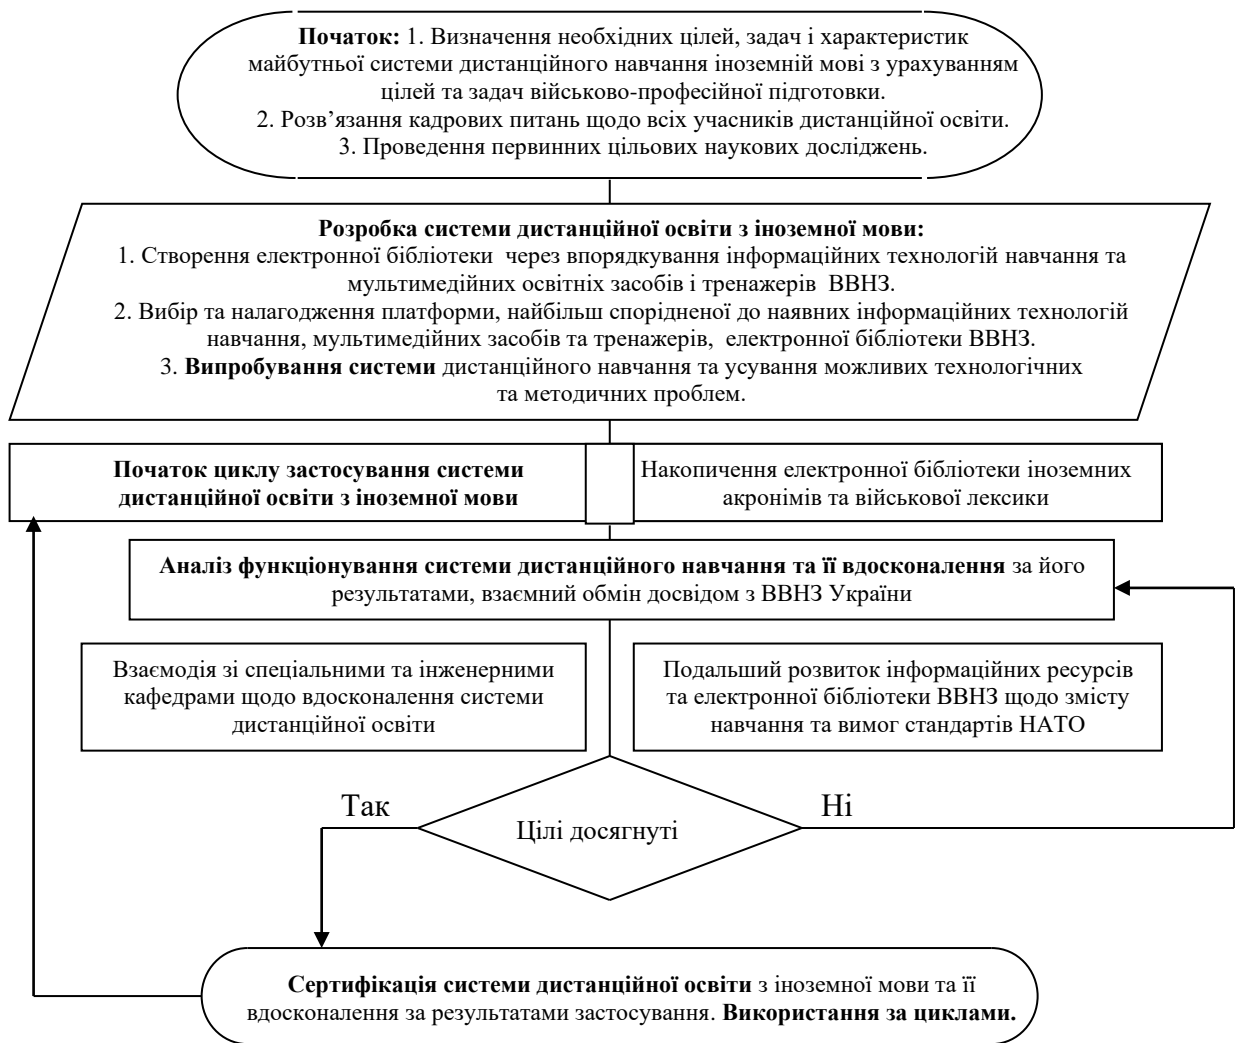 Початок: 1. Визначення необхідних цілей, задач і характеристик
майбутньої системи дистанційного навчання іноземній мові з урахуванням
цілей та задач військово-професійної підготовки.
2. Розв’язання кадрових питань щодо всіх учасників дистанційної освіти.
3. Проведення первинних цільових наукових досліджень.
Розробка системи дистанційної освіти з іноземної мови:
1. Створення електронної бібліотеки через впорядкування інформаційних технологій навчання та
мультимедійних освітніх засобів і тренажерів ВВНЗ.
2. Вибір та налагодження платформи, найбільш спорідненої до наявних інформаційних технологій
навчання, мультимедійних засобів та тренажерів, електронної бібліотеки ВВНЗ.
3. Випробування системи дистанційного навчання та усування можливих технологічних
та методичних проблем.
Початок циклу застосування системи
дистанційної освіти з іноземної мови
Накопичення електронної бібліотеки іноземних
акронімів та військової лексики
Аналіз функціонування системи дистанційного навчання та її вдосконалення за його
результатами, взаємний обмін досвідом з ВВНЗ України
Взаємодія зі спеціальними та інженерними
кафедрами щодо вдосконалення системи
дистанційної освіти
Подальший розвиток інформаційних ресурсів
та електронної бібліотеки ВВНЗ щодо змісту
навчання та вимог стандартів НАТО
Так
Ні
Цілі досягнуті
Сертифікація системи дистанційної освіти з іноземної мови та її
вдосконалення за результатами застосування. Використання за циклами.